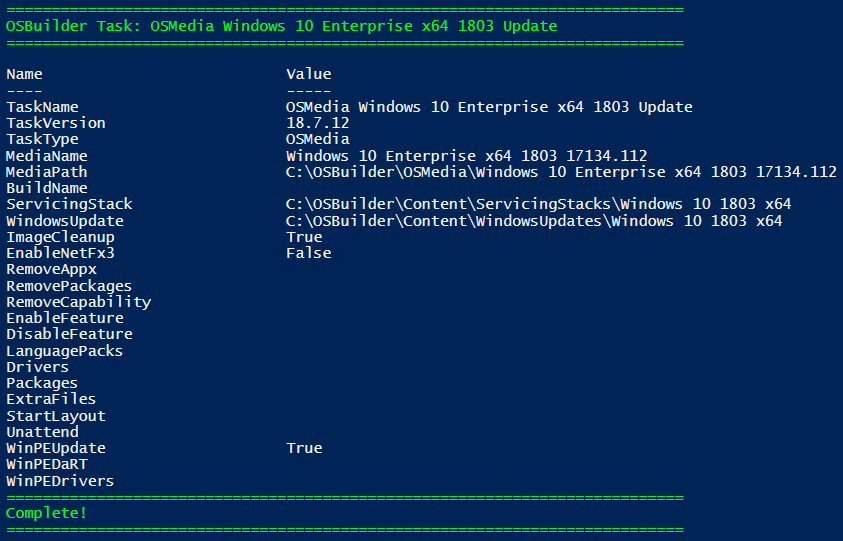 ===========================================================================
OSBuilder Task: OSMedia Windows 10 Enterprise x64 1803 Update
===========================================================================
Name Value
---- -----
TaskName OSMedia Windows 10 Enterprise x64 1803 Update
TaskVersion 18.7.12
TaskType OSMedia
MediaName Windows 10 Enterprise x64 1803 17134.112
MediaPath C:\OSBuilder\OSMedia\Windows 10 Enterprise x64 1803 17134.112
BuildName
ServicingStack C:\OSBuilder\Content\ServicingStacks\Windows 10 1803 x64
WindowsUpdate C:\OSBuilder\Content\WindowsUpdates\Windows 10 1803 x64
ImageCleanup True
EnableNetFx3 False
RemoveAppx
RemovePackages
RemoveCapability
EnableFeature
DisableFeature
LanguagePacks
Drivers
Packages
ExtraFiles
StartLayout
Unattend
WinPEUpdate True
WinPEDaRT
WinPEDrivers
===========================================================================
Complete!
===========================================================================